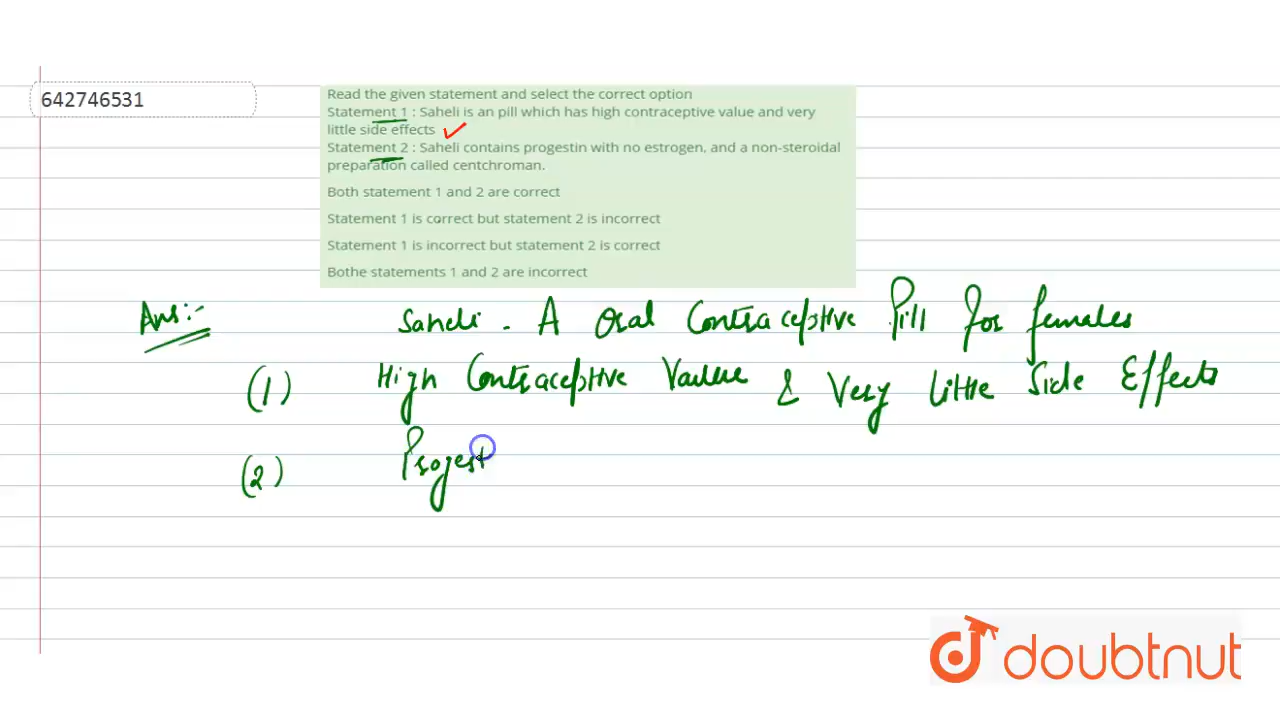 642746531
Read the given statement and select the correct option
Statement 1 : Saheli is an pill which has high contraceptive value and very
little side effects
Statement 2 : Saheli contains progestin with no estrogen, and a non-steroidal
preparation called centchroman.
Both statement 1 and 2 are correct
Statement 1 is correct but statement 2 is incorrect
Statement 1 is incorrect but statement 2 is correct
Bothe statements 1 and 2 are incorrect
Ans:- Saheli - A Oral Contraceptive Pill for females
(1) High Contraceptive Value & Very Little Side Effects
(2) Progest
doubtnut